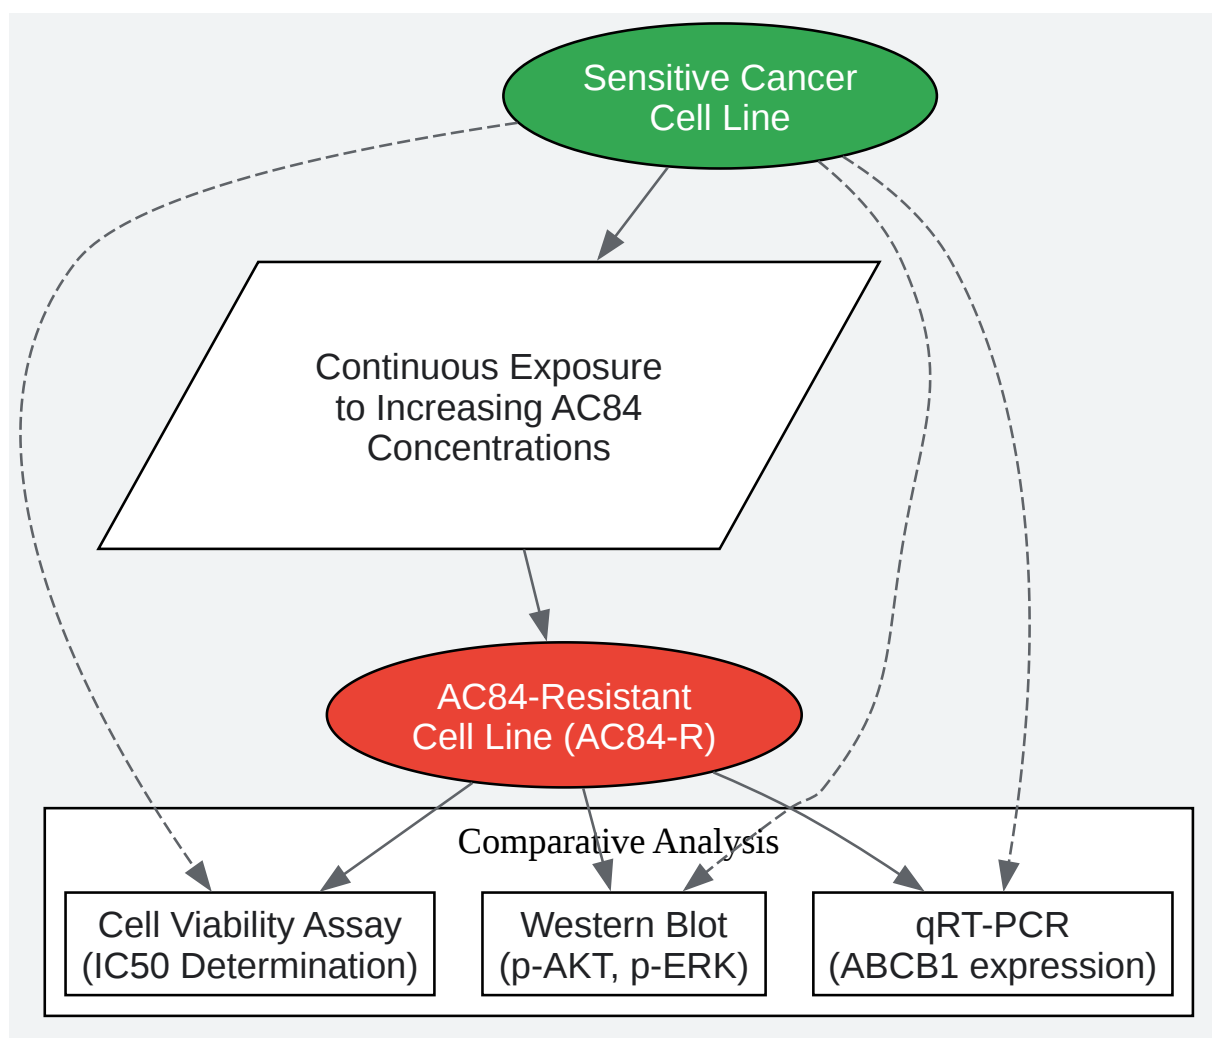 Sensitive Cancer
Cell Line
Continuous Exposure
to Increasing AC84
Concentrations
AC84-Resistant
Cell Line (AC84-R)
Comparative Analysis
Cell Viability Assay
(IC50 Determination)
Western Blot
(p-AKT, p-ERK)
qRT-PCR
(ABCB1 expression)